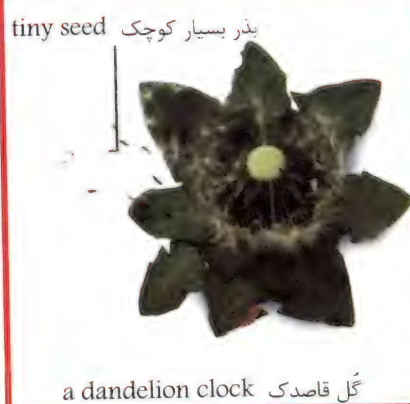 tiny seed بذر بسیار کوچک
a dandelion clock گُل قاصدک